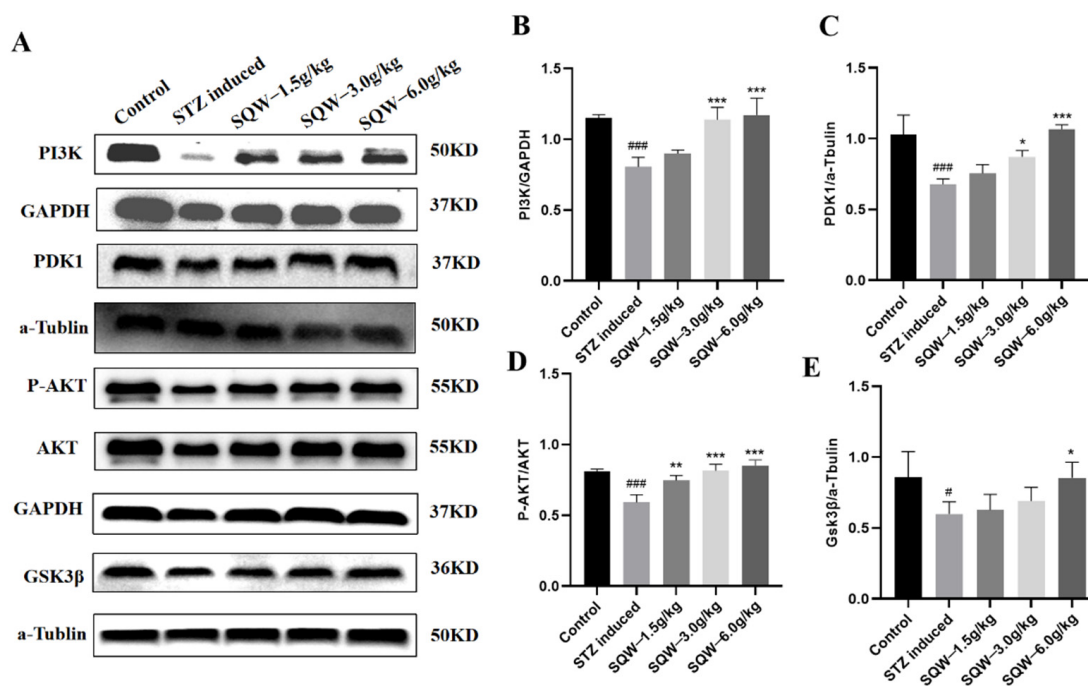 A
Control
STZ induced
SQW–1.5g/kg
SQW–3.0g/kg
SQW–6.0g/kg
PI3K
50KD
GAPDH
37KD
PDK1
37KD
a-Tublin
50KD
P-AKT
55KD
AKT
55KD
GAPDH
37KD
GSK3β
36KD
a-Tublin
50KD
B
PI3K/GAPDH
1.5
1.0
0.5
0.0
###
***
***
Control
STZ induced
SQW–1.5g/kg
SQW–3.0g/kg
SQW–6.0g/kg
C
PDK1/a-Tbulin
1.5
1.0
0.5
0.0
###
*
***
Control
STZ induced
SQW–1.5g/kg
SQW–3.0g/kg
SQW–6.0g/kg
D
P-AKT/AKT
1.5
1.0
0.5
0.0
###
**
***
***
Control
STZ induced
SQW–1.5g/kg
SQW–3.0g/kg
SQW–6.0g/kg
E
Gsk3β/a-Tbulin
1.5
1.0
0.5
0.0
#
*
Control
STZ induced
SQW–1.5g/kg
SQW–3.0g/kg
SQW–6.0g/kg